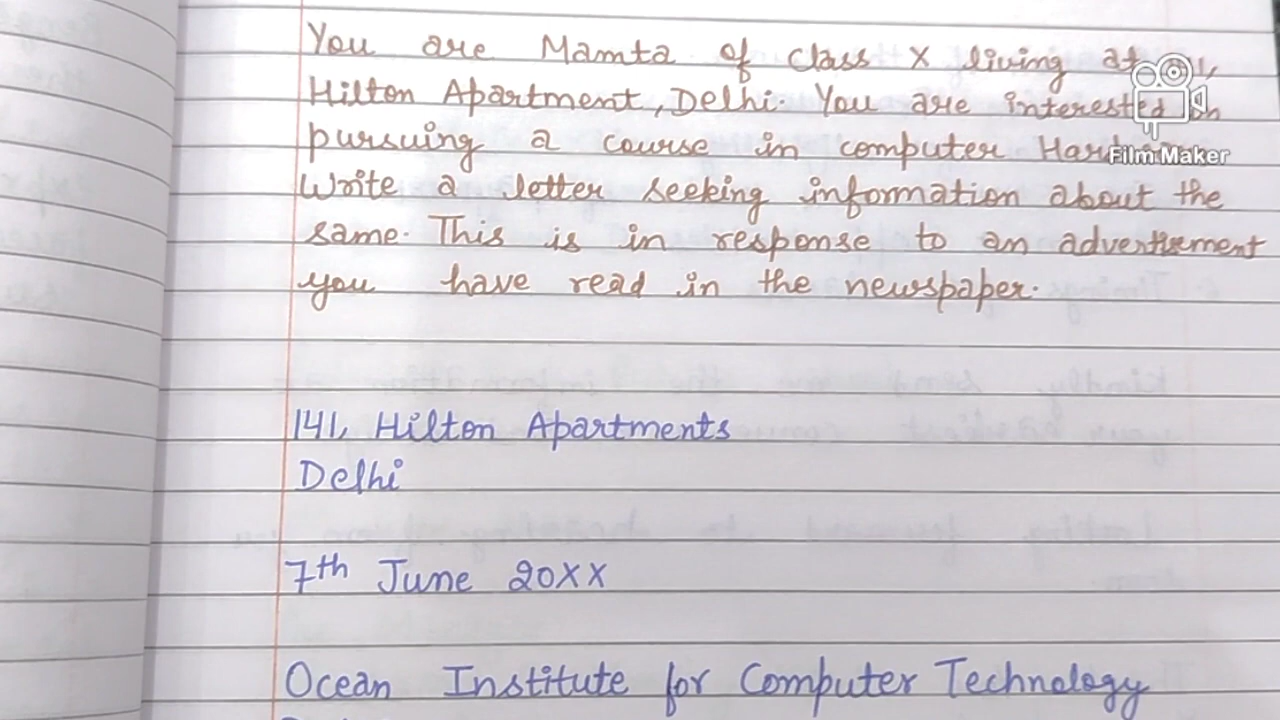 You are Mamta of class X living at
Hilton Apartment, Delhi. You are interested in
pursuing a course in computer
Write a letter seeking information about the
same. This is in response to an advertisement
you have read in the newspaper.
141, Hilton Apartments
Delhi
7th June 20XX
Ocean Institute for Computer Technology
Film Maker